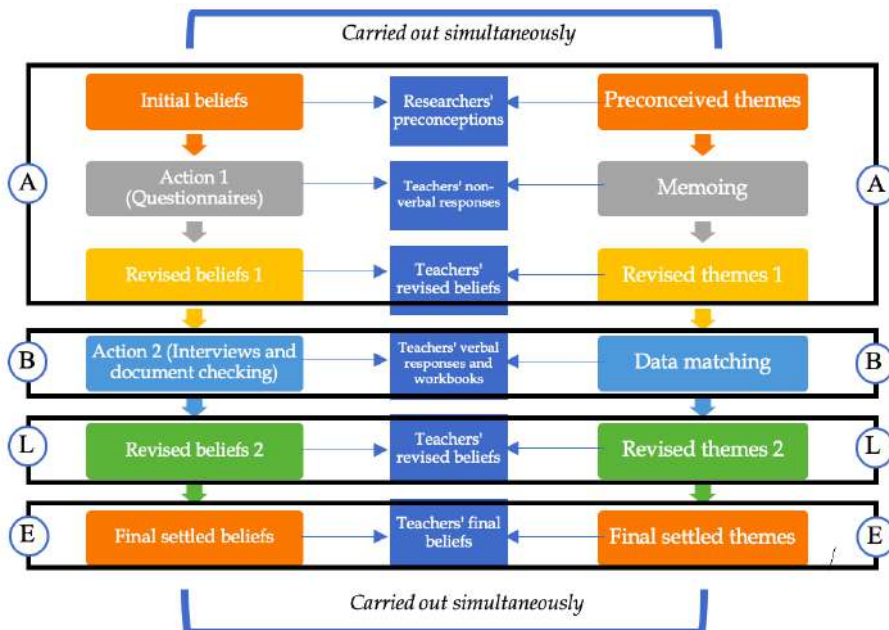 Carried out simultaneously
Initial beliefs
Researchers'
preconceptions
Preconceived themes
A
Action 1
(Questionnaires)
Teachers' non-
verbal responses
Memoing
A
Revised beliefs 1
Teachers'
revised beliefs
Revised themes 1
B
Action 2 (Interviews and
document checking)
Teachers' verbal
responses and
workbooks
Data matching
B
L
Revised beliefs 2
Teachers'
revised beliefs
Revised themes 2
L
E
Final settled beliefs
Teachers' final
beliefs
Final settled themes
E
Carried out simultaneously